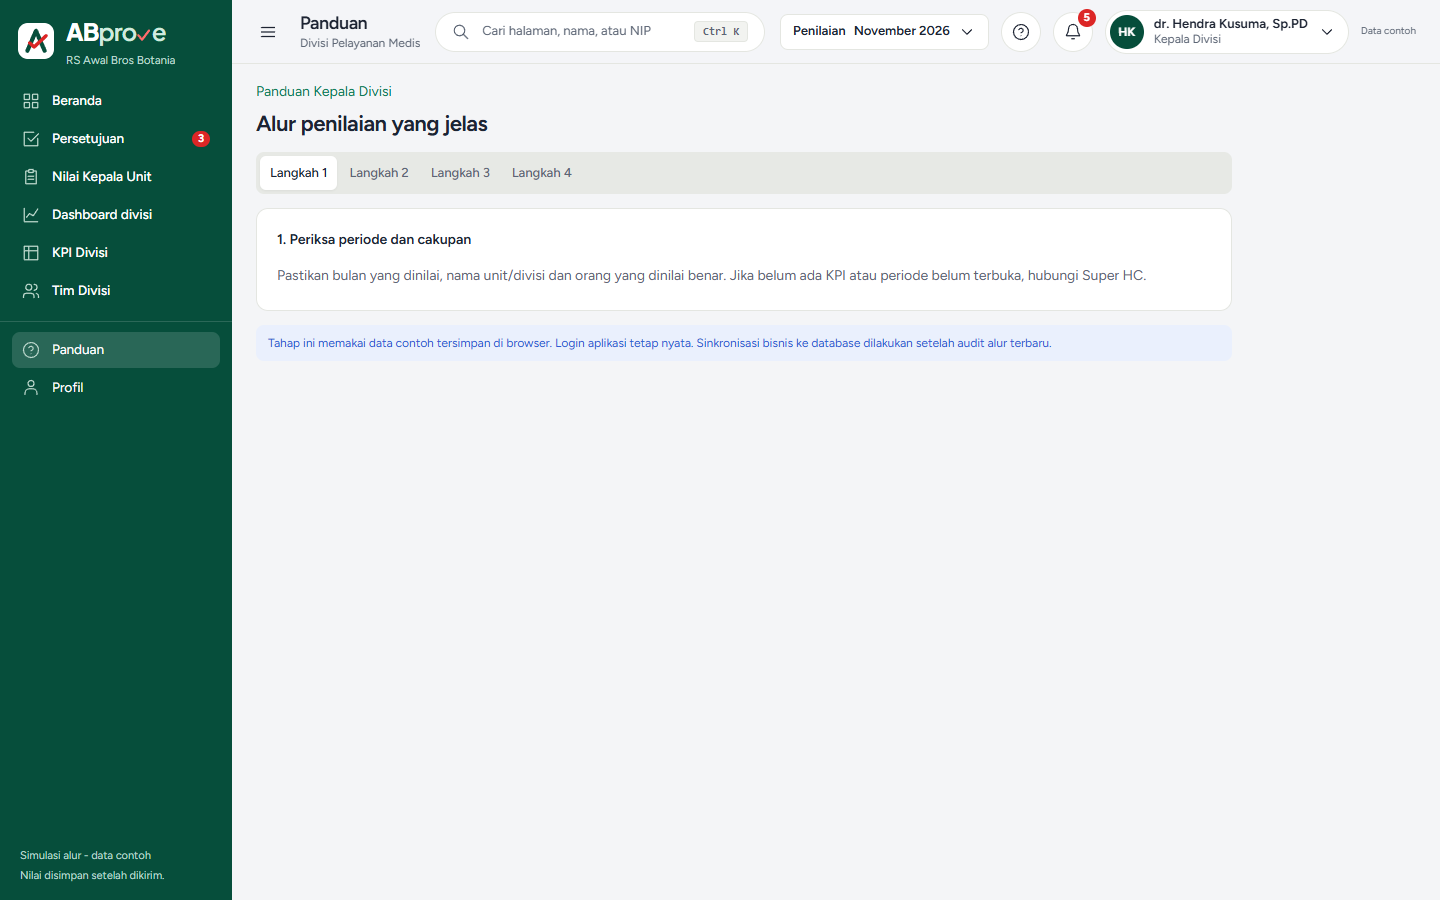 ABprove
RS Awal Bros Botania
Beranda
Persetujuan 3
Nilai Kepala Unit
Dashboard divisi
KPI Divisi
Tim Divisi
Panduan
Profil
Simulasi alur - data contoh
Nilai disimpan setelah dikirim.
Panduan
Divisi Pelayanan Medis
Cari halaman, nama, atau NIP Ctrl K
Penilaian November 2026
5
HK
dr. Hendra Kusuma, Sp.PD
Kepala Divisi
Data contoh
Panduan Kepala Divisi
Alur penilaian yang jelas
Langkah 1 Langkah 2 Langkah 3 Langkah 4
1. Periksa periode dan cakupan
Pastikan bulan yang dinilai, nama unit/divisi dan orang yang dinilai benar. Jika belum ada KPI atau periode belum terbuka, hubungi Super HC.
Tahap ini memakai data contoh tersimpan di browser. Login aplikasi tetap nyata. Sinkronisasi bisnis ke database dilakukan setelah audit alur terbaru.